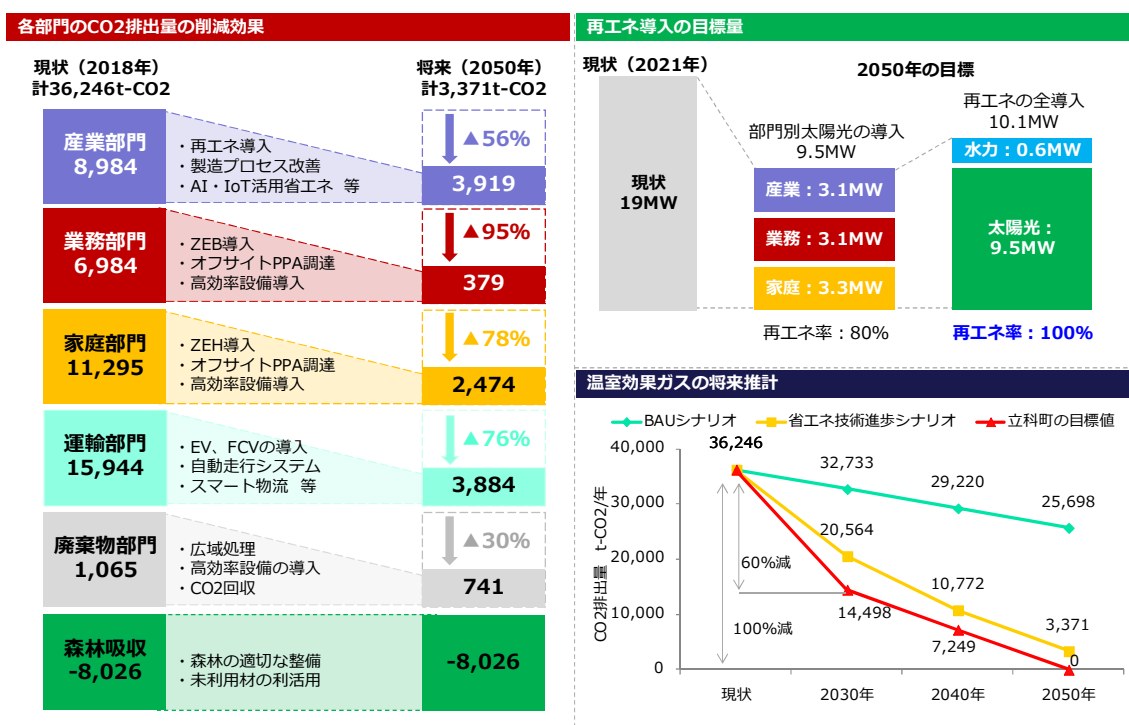 各部門のCO2排出量の削減効果
現状（2018年）
計36,246t-CO2
将来（2050年）
計3,371t-CO2
産業部門
8,984
・再エネ導入
・製造プロセス改善
・AI・IoT活用省エネ 等
▲56%
3,919
業務部門
6,984
・ZEB導入
・オフサイトPPA調達
・高効率設備導入
▲95%
379
家庭部門
11,295
・ZEH導入
・オフサイトPPA調達
・高効率設備導入
▲78%
2,474
運輸部門
15,944
・EV、FCVの導入
・自動走行システム
・スマート物流 等
▲76%
3,884
廃棄物部門
1,065
・広域処理
・高効率設備の導入
・CO2回収
▲30%
741
森林吸収
-8,026
・森林の適切な整備
・未利用材の利活用
-8,026
再エネ導入の目標量
現状（2021年）
2050年の目標
現状
19MW
部門別太陽光の導入
9.5MW
産業：3.1MW
業務：3.1MW
家庭：3.3MW
再エネ率：80%
再エネの全導入
10.1MW
水力：0.6MW
太陽光：
9.5MW
再エネ率：100%
温室効果ガスの将来推計
BAUシナリオ
省エネ技術進歩シナリオ
立科町の目標値
CO2排出量 t-CO2/年
40,000
30,000
20,000
10,000
0
36,246
32,733
29,220
25,698
20,564
10,772
3,371
14,498
7,249
0
60%減
100%減
現状
2030年
2040年
2050年